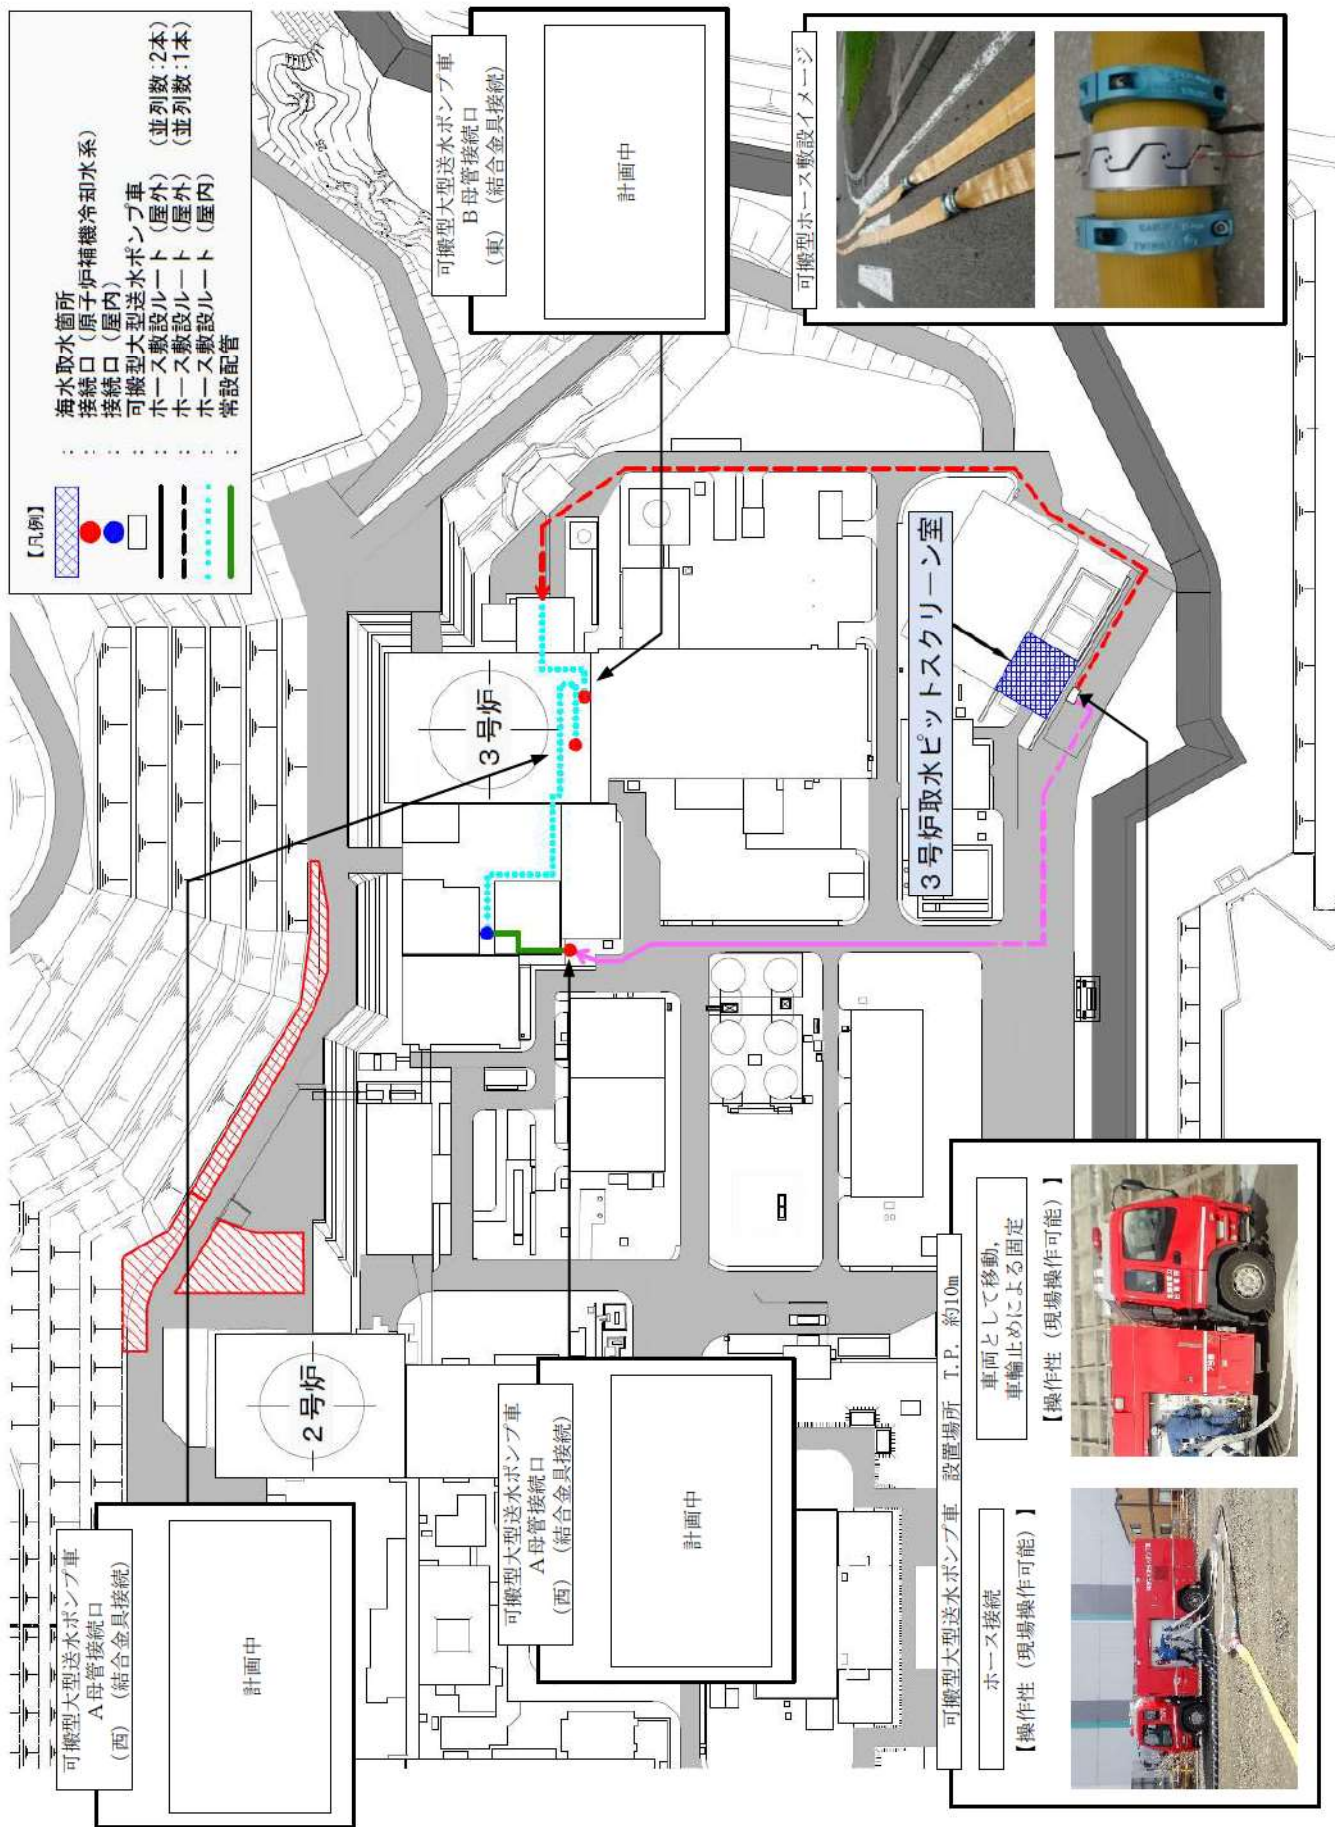 可搬型大型送水ポンプ車
A母管接続口
(西) (結合金具接続)
計画中
2号炉
3号炉
【凡例】
: 海水取水箇所
: 接続口(原子炉補機冷却水系)
: 接続口(屋内)
: 可搬型大型送水ポンプ車
: ホース敷設ルート(屋外) (並列数:2本)
: ホース敷設ルート(屋外) (並列数:1本)
: ホース敷設ルート(屋内)
: 常設配管
可搬型大型送水ポンプ車
B母管接続口
(東) (結合金具接続)
計画中
可搬型大型送水ポンプ車
A母管接続口
(西) (結合金具接続)
計画中
3号炉取水ピットスクリーン室
可搬型ホース敷設イメージ
可搬型大型送水ポンプ車 設置場所 T.P. 約10m
ホース接続
【操作性(現場操作可能)】
車両として移動,
車輪止めによる固定
【操作性(現場操作可能)】